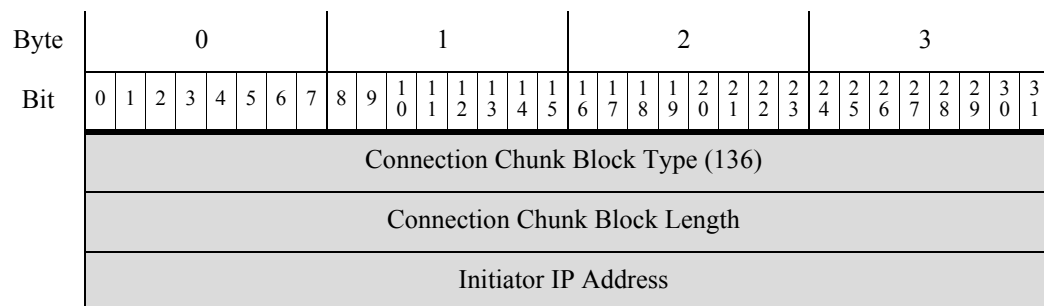 Byte 0 1 2 3
Bit 0 1 2 3 4 5 6 7 8 9 10 11 12 13 14 15 16 17 18 19 20 21 22 23 24 25 26 27 28 29 30 31
Connection Chunk Block Type (136)
Connection Chunk Block Length
Initiator IP Address